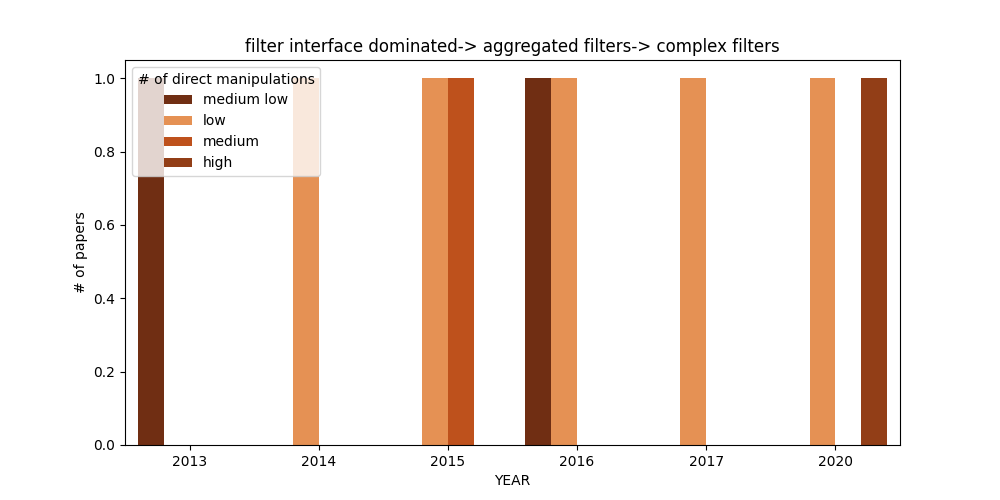 filter interface dominated-> aggregated filters-> complex filters
# of direct manipulations
medium low
low
medium
high
1.0
0.8
0.6
0.4
0.2
0.0
# of papers
2013 2014 2015 2016 2017 2020
YEAR